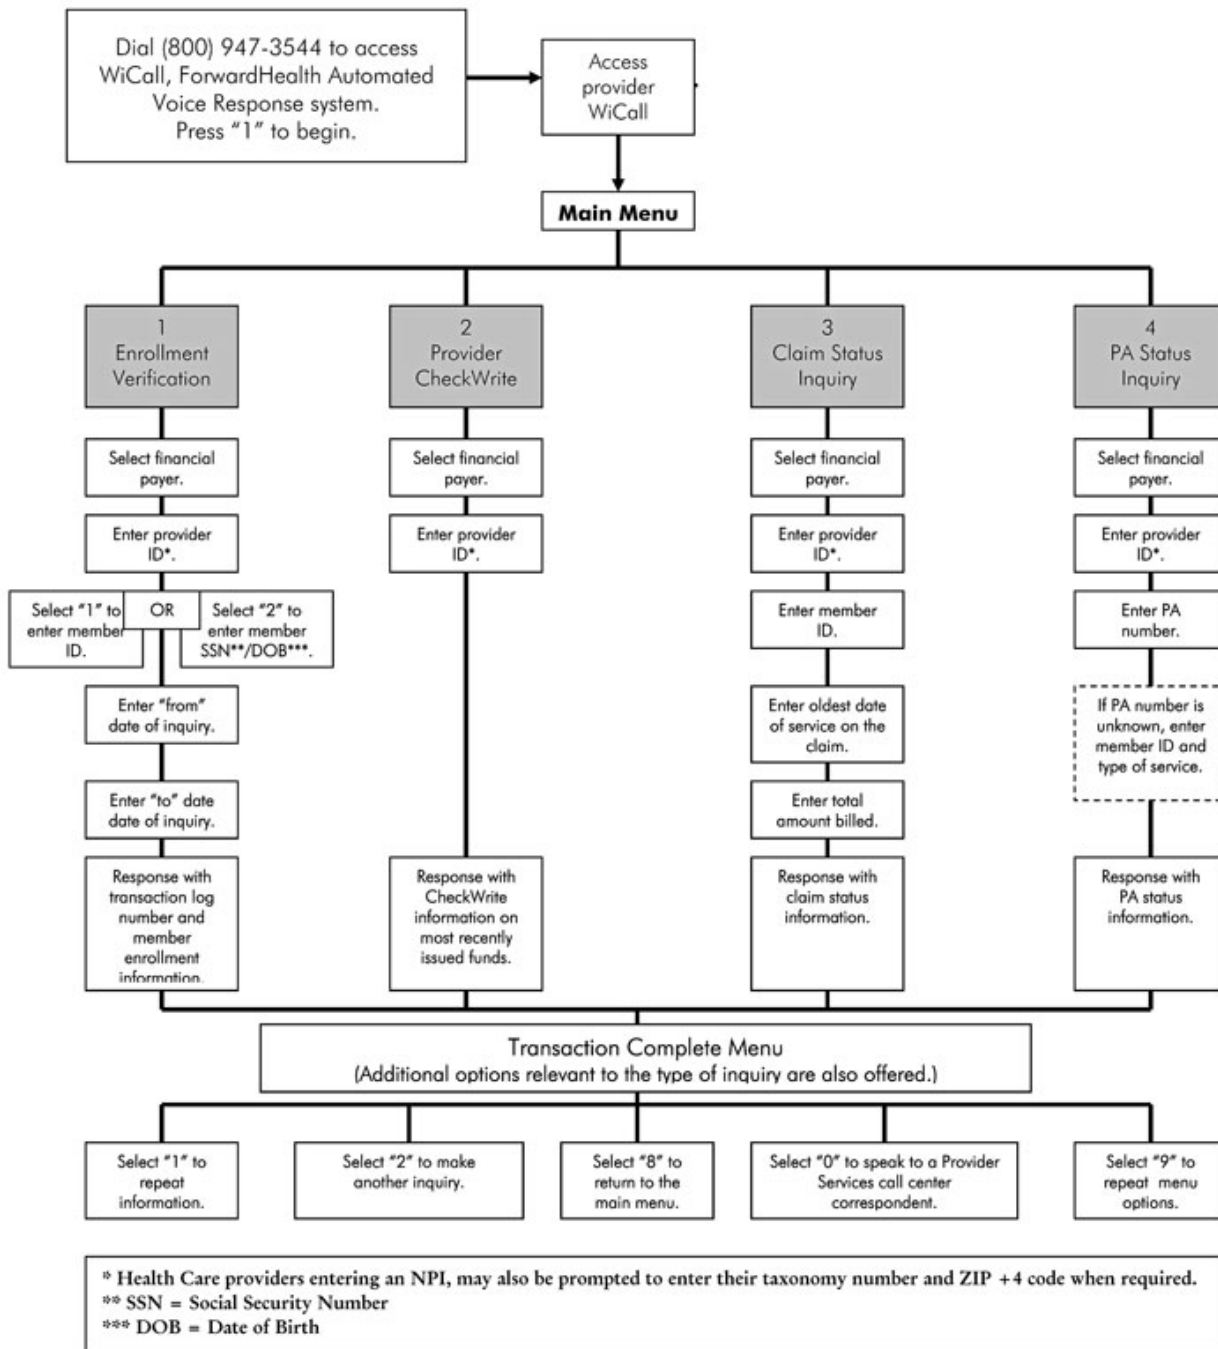 Dial (800) 947-3544 to access
WiCall, ForwardHealth Automated
Voice Response system.
Press "1" to begin.
Access
provider
WiCall
Main Menu
1
Enrollment
Verification
2
Provider
CheckWrite
3
Claim Status
Inquiry
4
PA Status
Inquiry
Select financial
payer.
Select financial
payer.
Select financial
payer.
Select financial
payer.
Enter provider
ID*.
Enter provider
ID*.
Enter provider
ID*.
Enter provider
ID*.
Select "1" to
enter member
ID.
OR
Select "2" to
enter member
SSN**/DOB***.
Enter member
ID.
Enter PA
number.
Enter "from"
date of inquiry.
Enter oldest date
of service on the
claim.
If PA number is
unknown, enter
member ID and
type of service.
Enter "to" date
date of inquiry.
Enter total
amount billed.
Response with
transaction log
number and
member
enrollment
information.
Response with
CheckWrite
information on
most recently
issued funds.
Response with
claim status
information.
Response with
PA status
information.
Transaction Complete Menu
(Additional options relevant to the type of inquiry are also offered.)
Select "1" to
repeat
information.
Select "2" to make
another inquiry.
Select "8" to
return to the
main menu.
Select "0" to speak to a Provider
Services call center
correspondent.
Select "9" to
repeat menu
options.
* Health Care providers entering an NPI, may also be prompted to enter their taxonomy number and ZIP +4 code when required.
** SSN = Social Security Number
*** DOB = Date of Birth